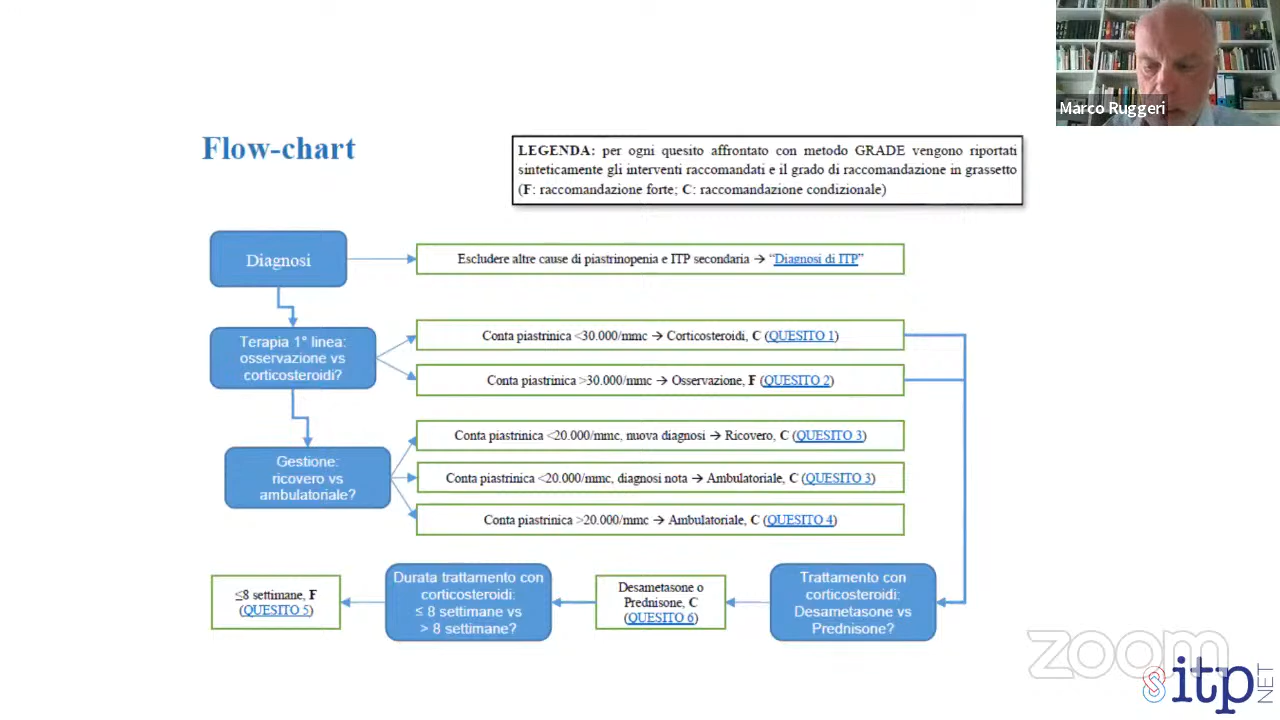 Marco Ruggeri
Flow-chart
LEGENDA: per ogni quesito affrontato con metodo GRADE vengono riportati
sinteticamente gli interventi raccomandati e il grado di raccomandazione in grassetto
(F: raccomandazione forte; C: raccomandazione condizionale)
Diagnosi
Escludere altre cause di piastrinopenia e ITP secondaria → “Diagnosi di ITP”
Terapia 1° linea:
osservazione vs
corticosteroidi?
Conta piastrinica <30.000/mmc → Corticosteroidi, C (QUESITO 1)
Conta piastrinica >30.000/mmc → Osservazione, F (QUESITO 2)
Gestione:
ricovero vs
ambulatoriale?
Conta piastrinica <20.000/mmc, nuova diagnosi → Ricovero, C (QUESITO 3)
Conta piastrinica <20.000/mmc, diagnosi nota → Ambulatoriale, C (QUESITO 3)
Conta piastrinica >20.000/mmc → Ambulatoriale, C (QUESITO 4)
≤8 settimane, F
(QUESITO 5)
Durata trattamento con
corticosteroidi:
≤ 8 settimane vs
> 8 settimane?
Desametasone o
Prednisone, C
(QUESITO 6)
Trattamento con
corticosteroidi:
Desametasone vs
Prednisone?
zoom
itp
NET